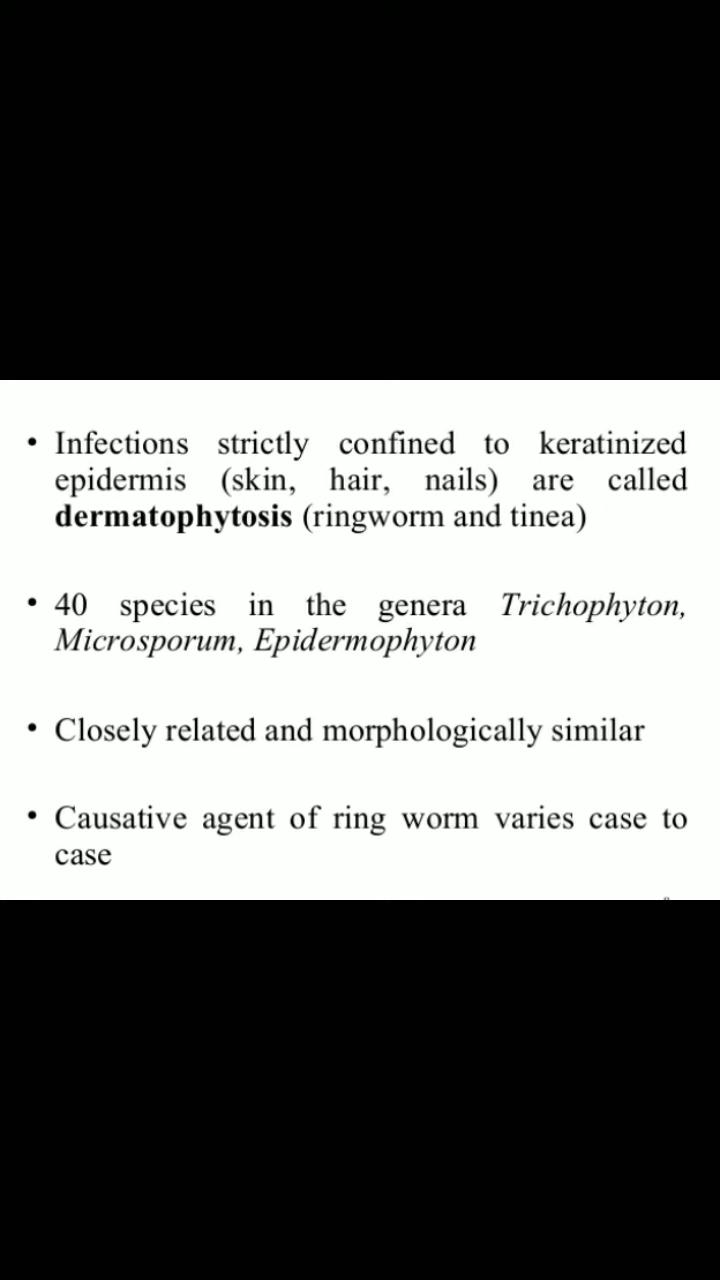 • Infections strictly confined to keratinized
epidermis (skin, hair, nails) are called
dermatophytosis (ringworm and tinea)
• 40 species in the genera Trichophyton,
Microsporum, Epidermophyton
• Closely related and morphologically similar
• Causative agent of ring worm varies case to
case